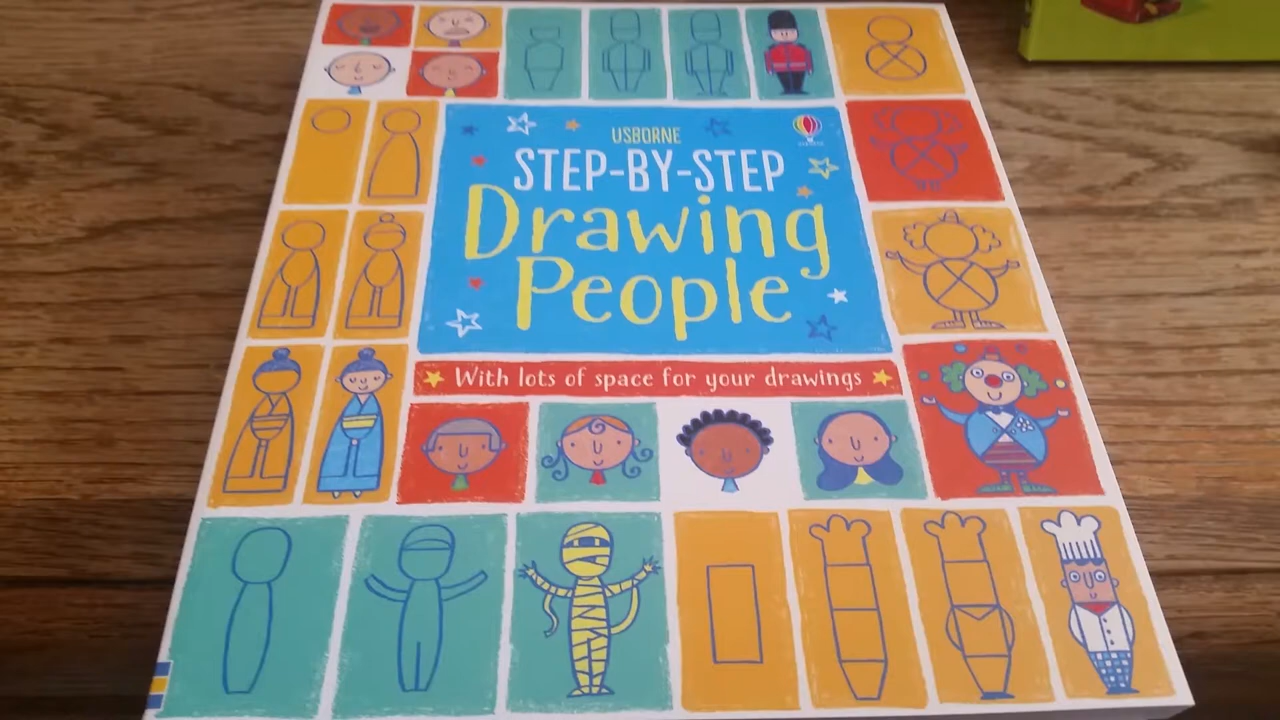 USBORNE
STEP-BY-STEP
Drawing
People
With lots of space for your drawings